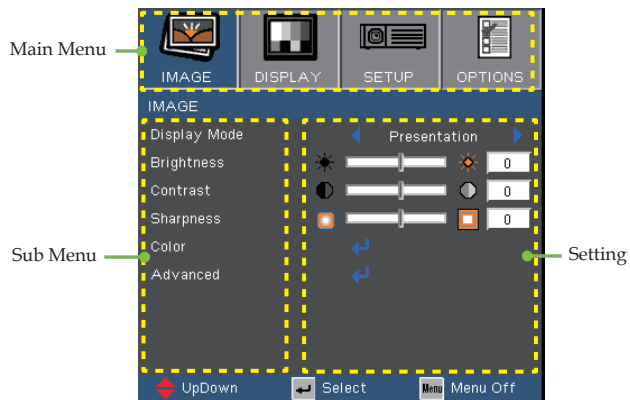 Main Menu
IMAGE DISPLAY SETUP OPTIONS
IMAGE
Display Mode Presentation
Brightness 0
Contrast 0
Sharpness 0
Color
Sub Menu
Setting
Advanced
UpDown Select Menu Menu Off